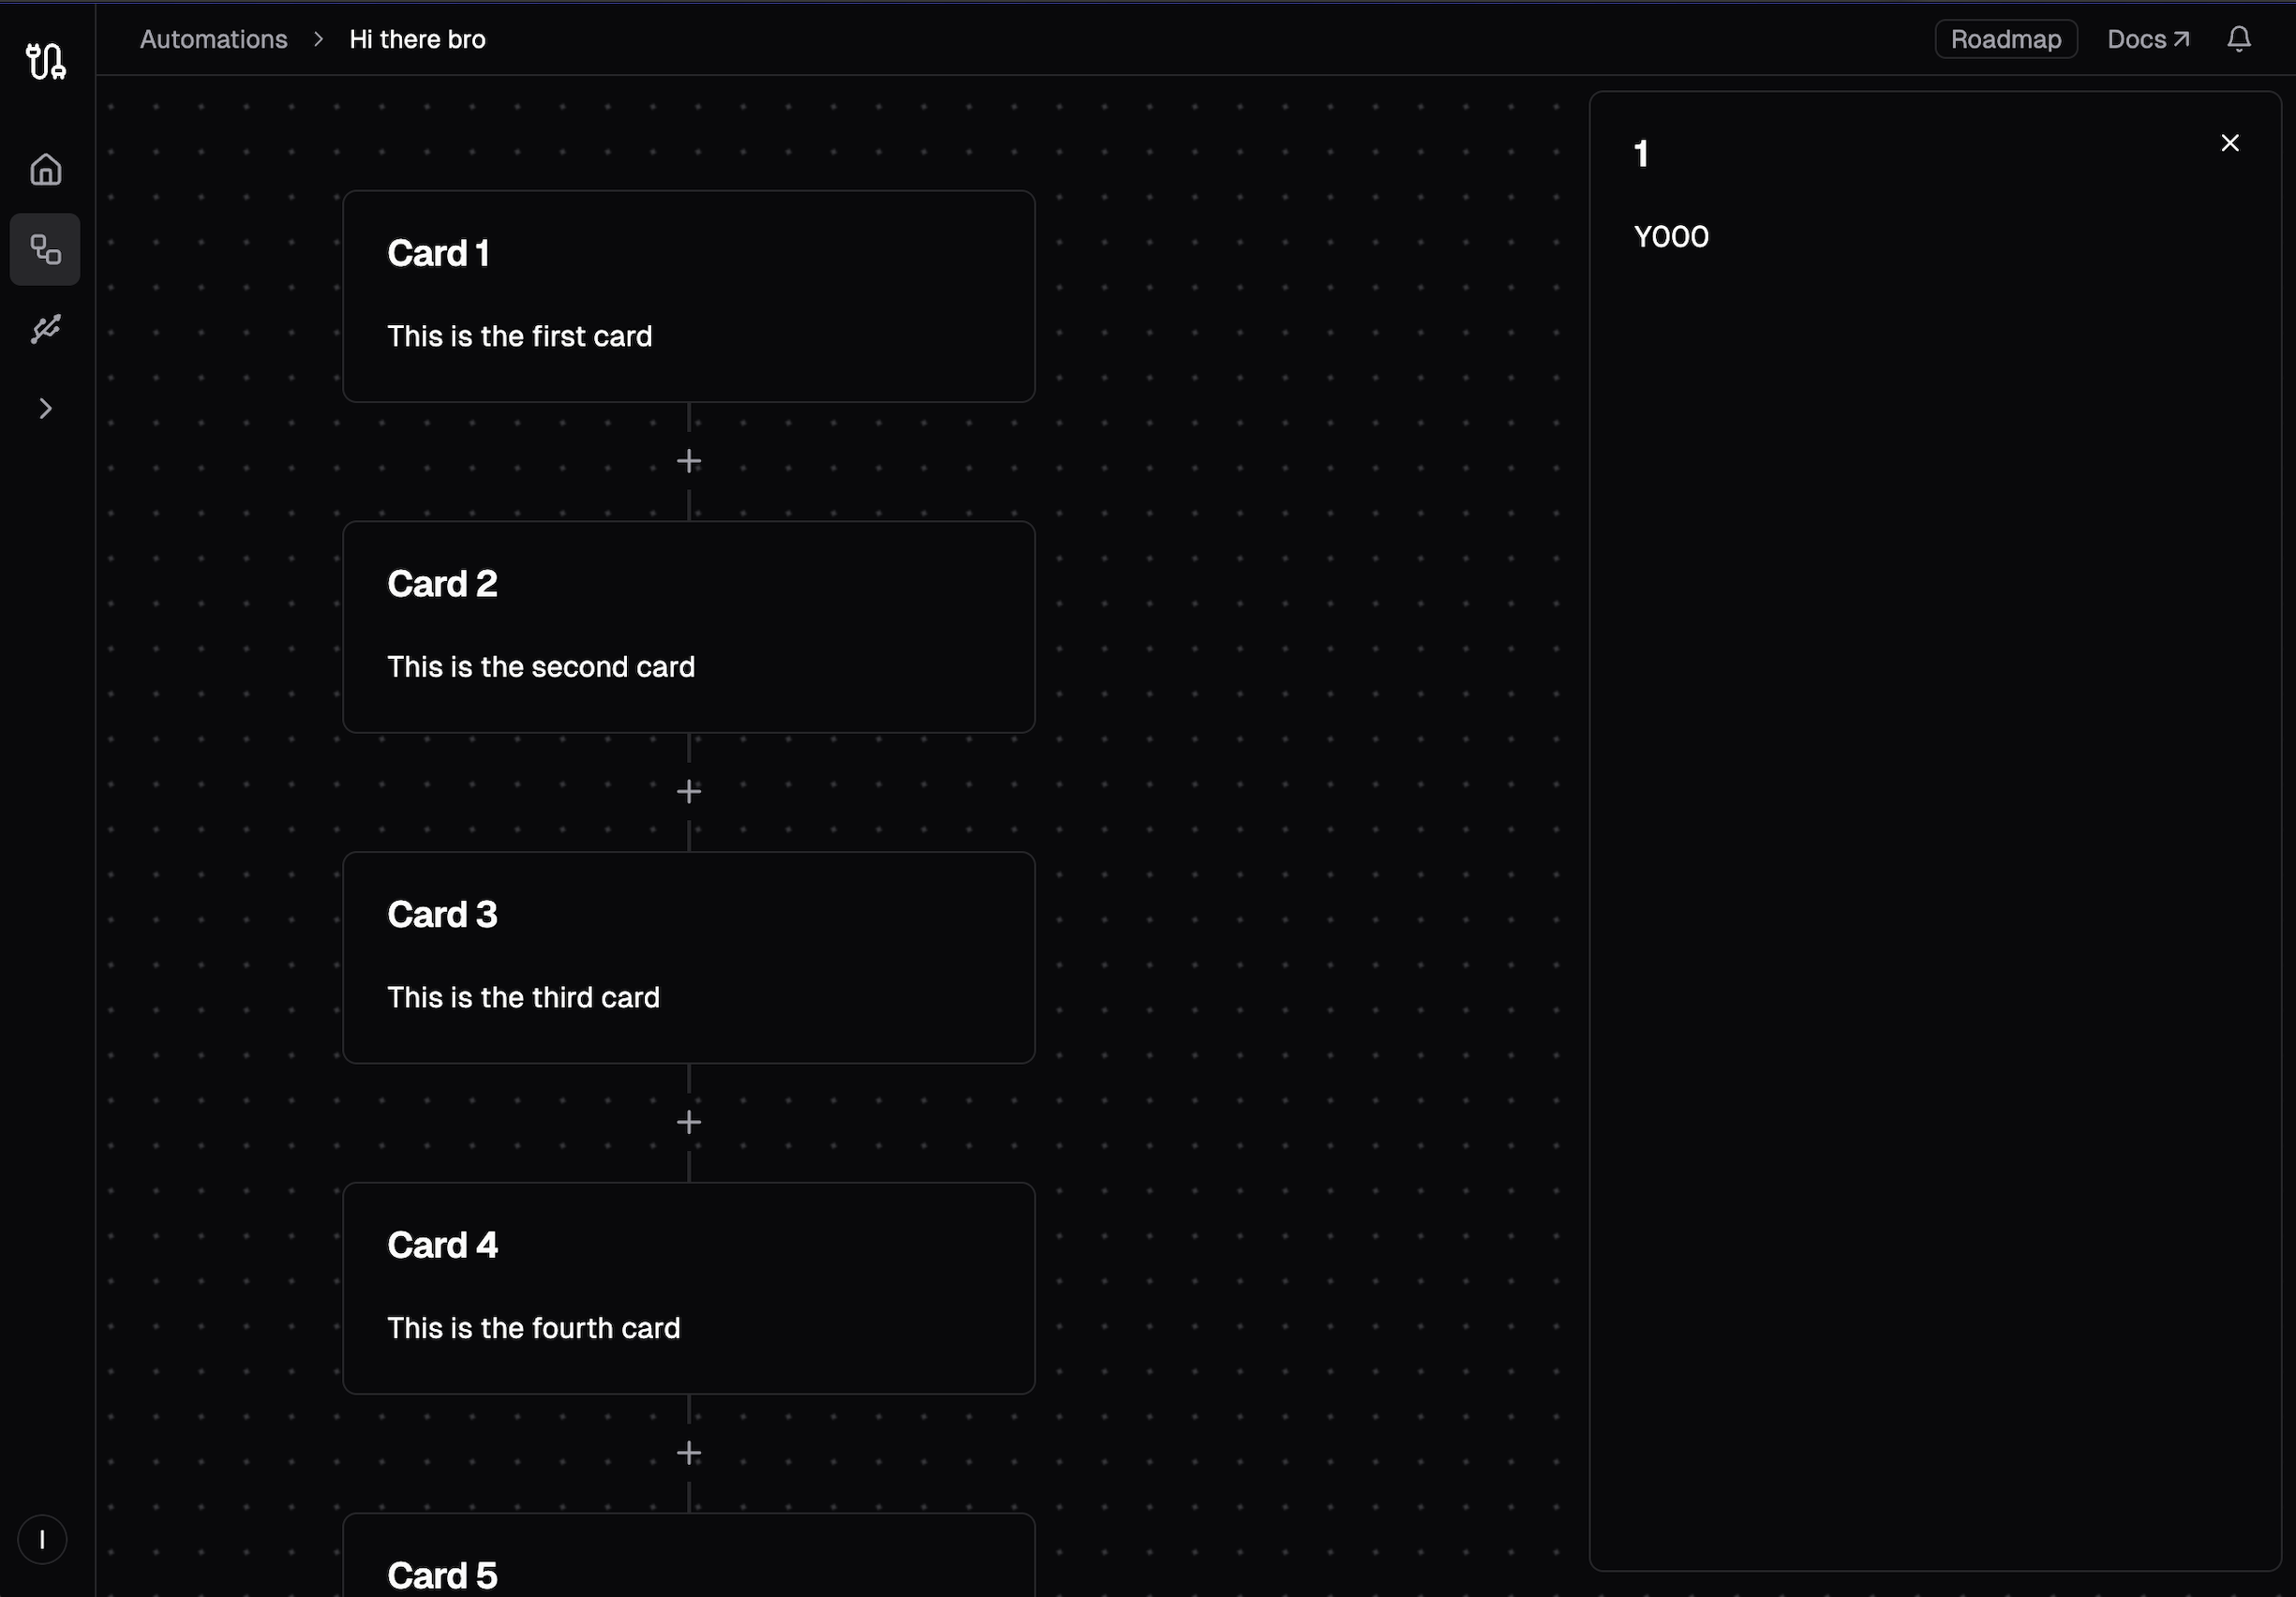 Automations > Hi there bro
Roadmap
Docs
1
Y000
Card 1
This is the first card
Card 2
This is the second card
Card 3
This is the third card
Card 4
This is the fourth card
Card 5
I